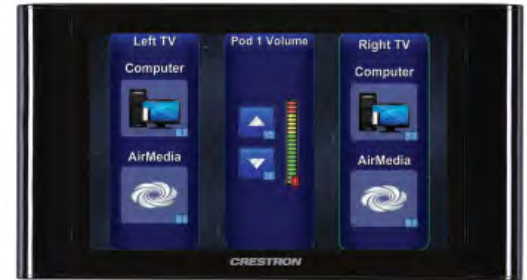 Left TV
Computer
AirMedia
Pod 1 Volume
Right TV
Computer
AirMedia
CRESTRON